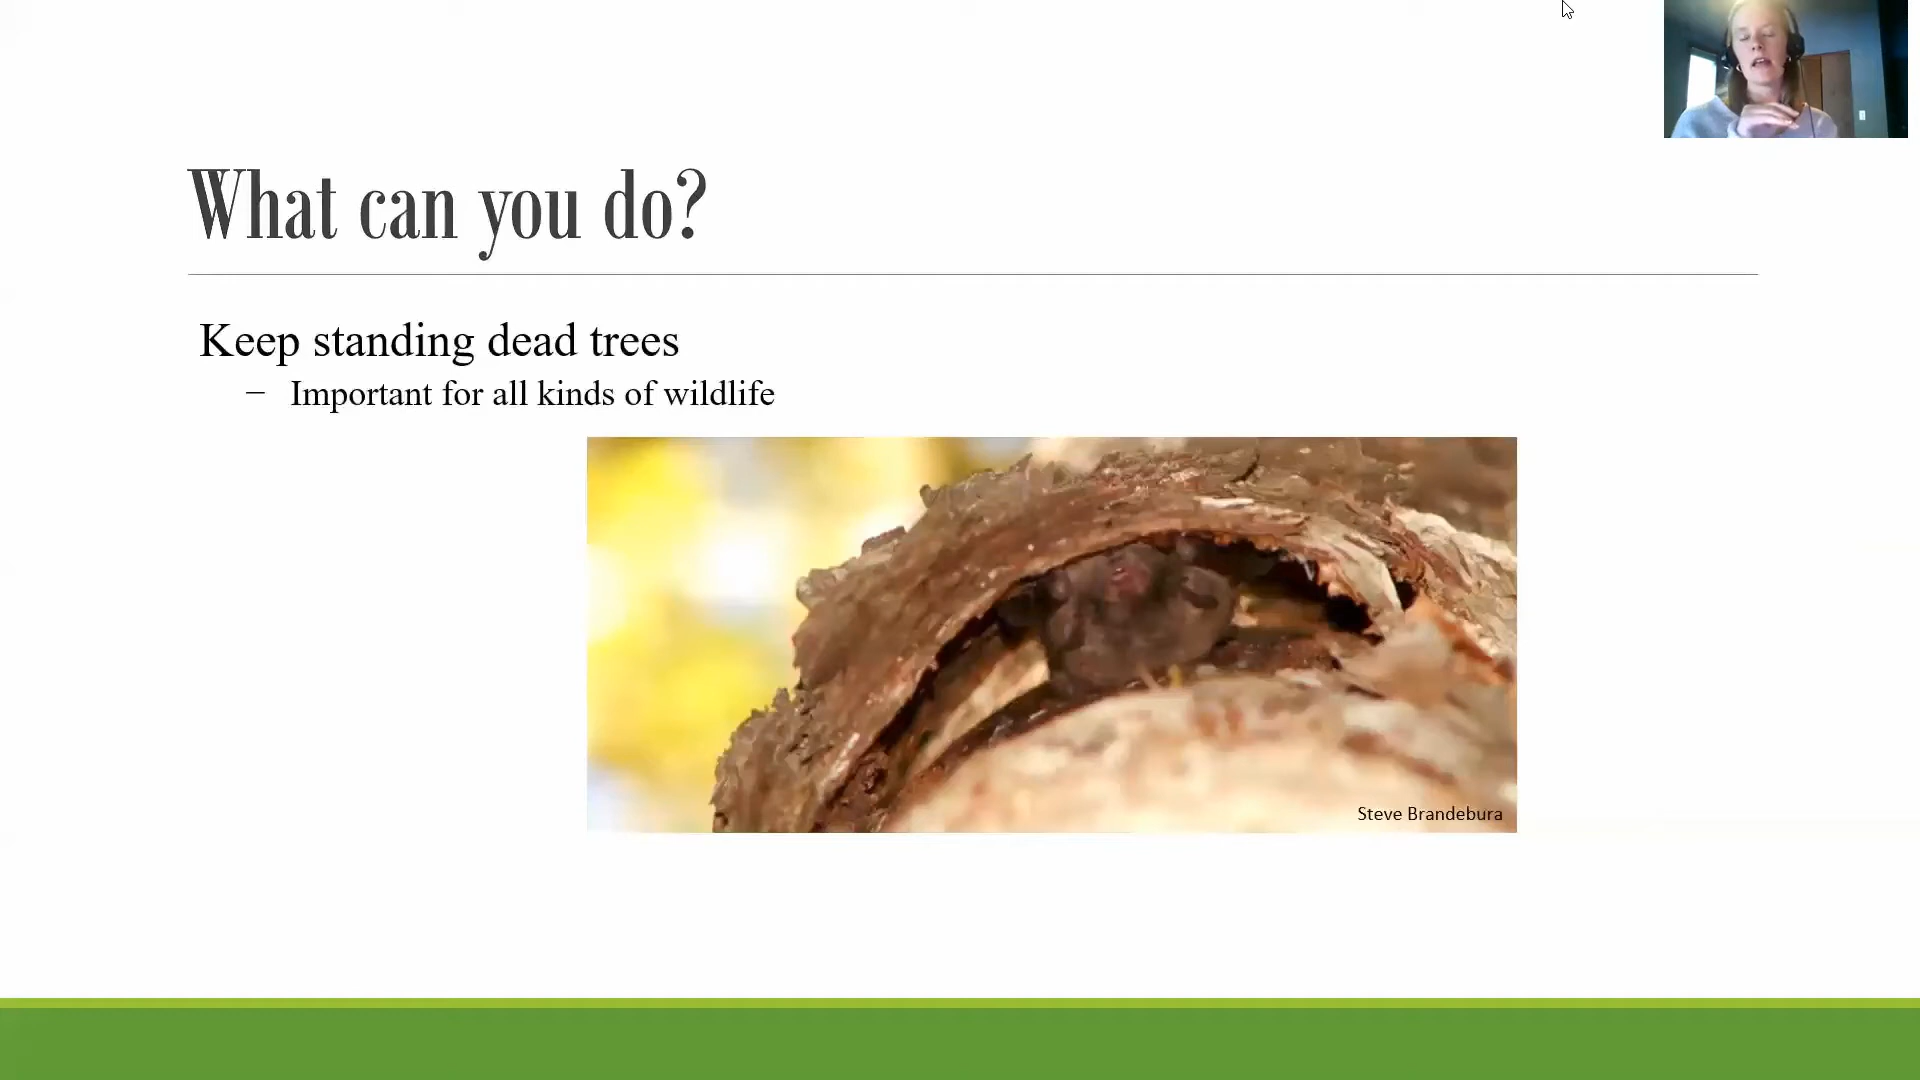 What can you do?
Keep standing dead trees
– Important for all kinds of wildlife
Steve Brandebura